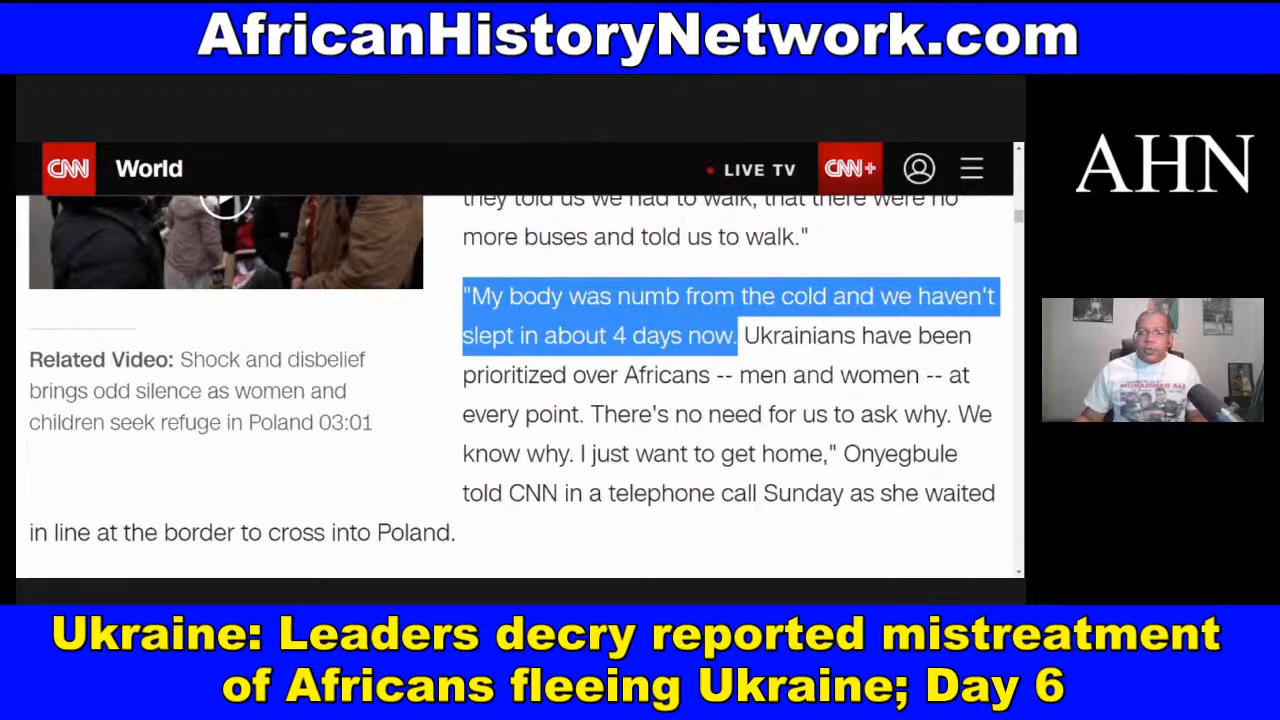 AfricanHistoryNetwork.com
CNN World
LIVE TV CNN+
AHN
they told us we had to walk, that there were no
more buses and told us to walk."
"My body was numb from the cold and we haven't
slept in about 4 days now. Ukrainians have been
prioritized over Africans -- men and women -- at
every point. There's no need for us to ask why. We
know why. I just want to get home," Onyegbule
told CNN in a telephone call Sunday as she waited
in line at the border to cross into Poland.
Related Video: Shock and disbelief
brings odd silence as women and
children seek refuge in Poland 03:01
MUHAMMAD ALI
Ukraine: Leaders decry reported mistreatment
of Africans fleeing Ukraine; Day 6